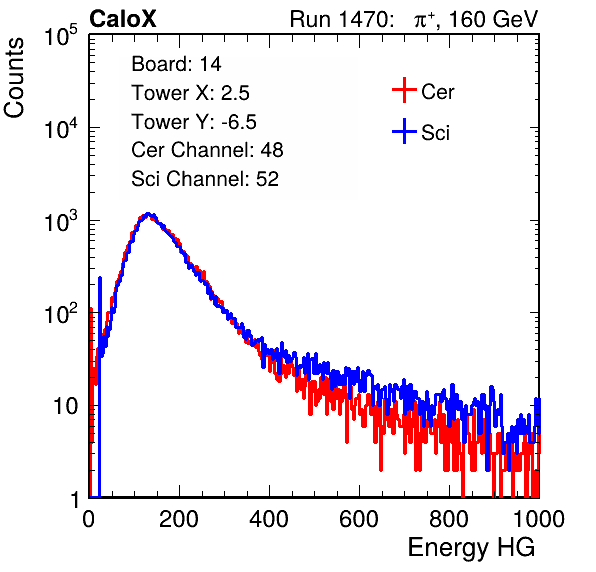 CaloX Run 1470: π⁺, 160 GeV
Counts
10⁵
10⁴
10³
10²
10
1
Board: 14
Tower X: 2.5
Tower Y: -6.5
Cer Channel: 48
Sci Channel: 52
Cer
Sci
0 200 400 600 800 1000
Energy HG